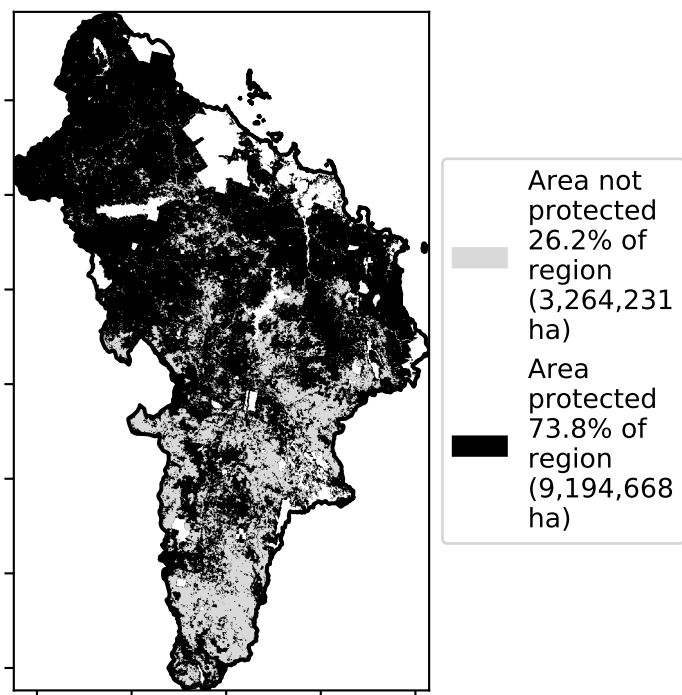 Area not
protected
26.2% of
region
(3,264,231
ha)
Area
protected
73.8% of
region
(9,194,668
ha)